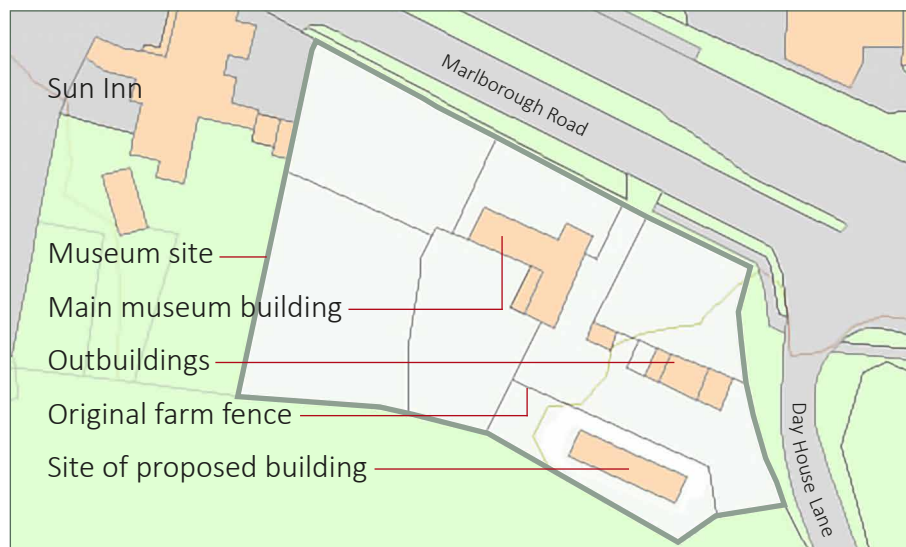 Marlborough Road
Sun Inn
Museum site
Main museum building
Outbuildings
Original farm fence
Site of proposed building
Day House Lane